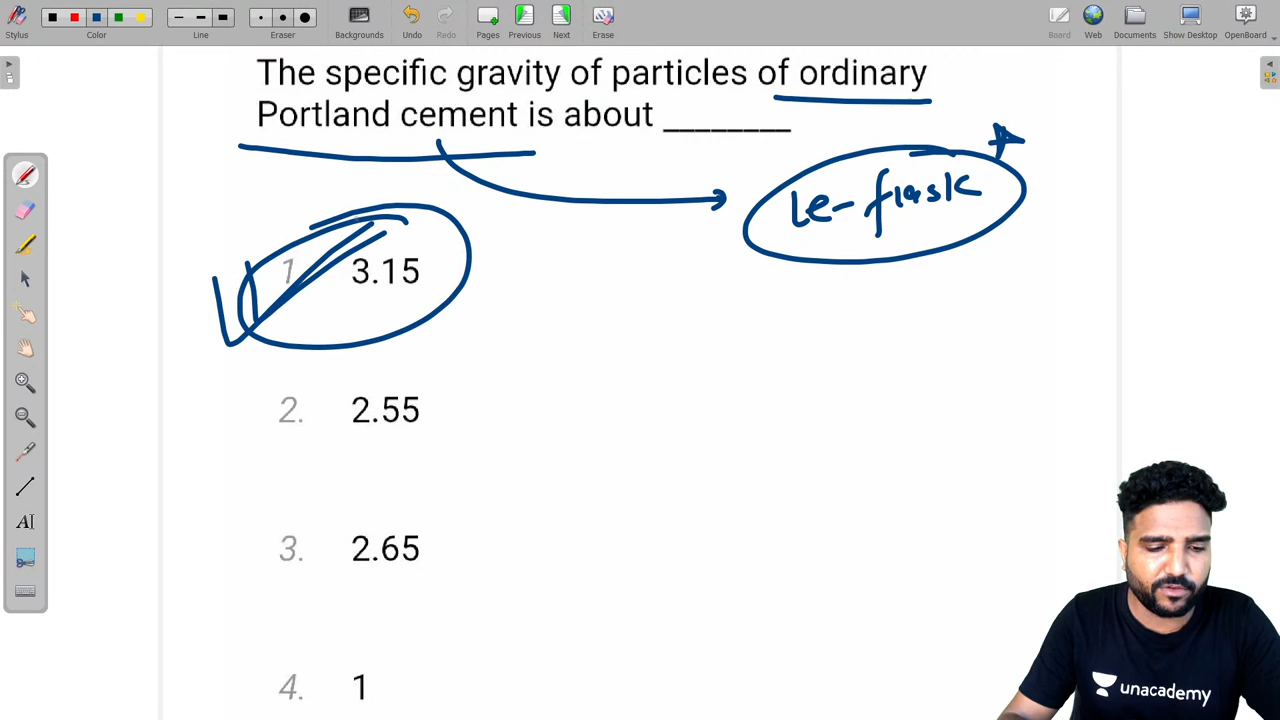 Stylus
Color
Line
Eraser
Backgrounds
Undo
Redo
Pages
Previous
Next
Erase
Board
Web
Documents
Show Desktop
OpenBoard
The specific gravity of particles of ordinary
Portland cement is about ________
le-flask
1. 3.15
2. 2.55
3. 2.65
4. 1
AI
unacademy